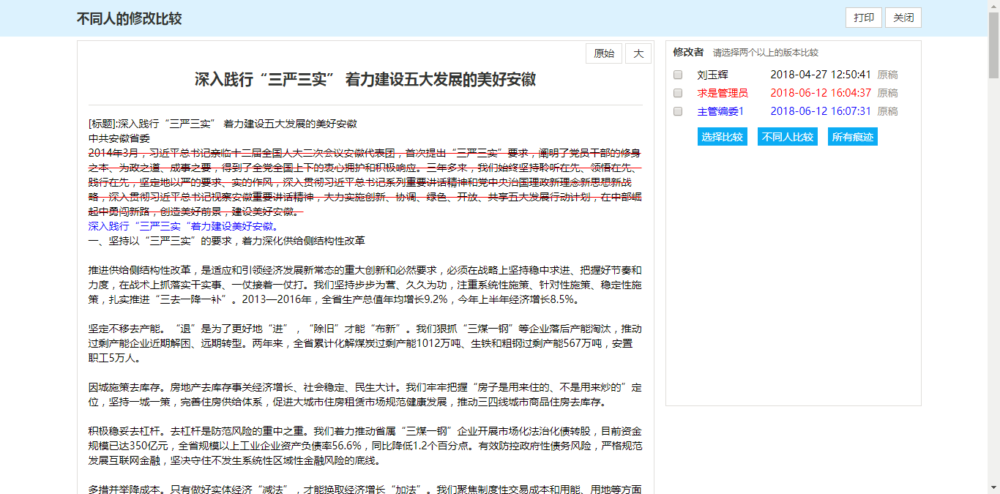 不同人的修改比较
打印 关闭
原始 大
深入践行“三严三实” 着力建设五大发展的美好安徽
[标题]:深入践行“三严三实” 着力建设五大发展的美好安徽
中共安徽省委
2014年3月，习近平总书记亲临十二届全国人大二次会议安徽代表团，首次提出“三严三实”要求，阐明了党员干部的修身
之本、为政之道、成事之要，得到了全党全国上下的衷心拥护和积极响应。三年多来，我们始终坚持聆听在先、领悟在先、
践行在先，坚定地以严的要求、实的作风，深入贯彻习近平总书记系列重要讲话精神和党中央治国理政新理念新思想新战
略，深入贯彻习近平总书记视察安徽重要讲话精神，大力实施创新、协调、绿色、开放、共享五大发展行动计划，在中部崛
起中勇闯新路，创造美好前景，建设美好安徽。
深入践行“三严三实“着力建设美好安徽。
一、坚持以“三严三实”的要求，着力深化供给侧结构性改革
推进供给侧结构性改革，是适应和引领经济发展新常态的重大创新和必然要求，必须在战略上坚持稳中求进、把握好节奏和
力度，在战术上抓落实干实事、一仗接着一仗打。我们坚持步步为营、久久为功，注重系统性施策、针对性施策、稳定性施
策，扎实推进“三去一降一补”。2013—2016年，全省生产总值年均增长9.2%，今年上半年经济增长8.5%。
坚定不移去产能。“退”是为了更好地“进”，“除旧”才能“布新”。我们狠抓“三煤一钢”等企业落后产能淘汰，推动
过剩产能企业近期解困、远期转型。两年来，全省累计化解煤炭过剩产能1012万吨、生铁和粗钢过剩产能567万吨，安置
职工5万人。
因城施策去库存。房地产去库存事关经济增长、社会稳定、民生大计。我们牢牢把握“房子是用来住的、不是用来炒的”定
位，坚持一城一策，完善住房供给体系，促进大城市住房租赁市场规范健康发展，推动三四线城市商品住房去库存。
积极稳妥去杠杆。去杠杆是防范风险的重中之重。我们着力推动省属“三煤一钢”企业开展市场化法治化债转股，目前资金
规模已达350亿元，全省规模以上工业企业资产负债率56.6%，同比降低1.2个百分点。有效防控政府性债务风险，严格规范
发展互联网金融，坚决守住不发生系统性区域性金融风险的底线。
多措并举降成本。只有做好实体经济“减法”，才能换取经济增长“加法”。我们聚焦制度性交易成本和用能、用地等方面
修改者 请选择两个以上的版本比较
刘玉辉 2018-04-27 12:50:41 原稿
求是管理员 2018-06-12 16:04:37 原稿
主管编委1 2018-06-12 16:07:31 原稿
选择比较 不同人比较 所有痕迹